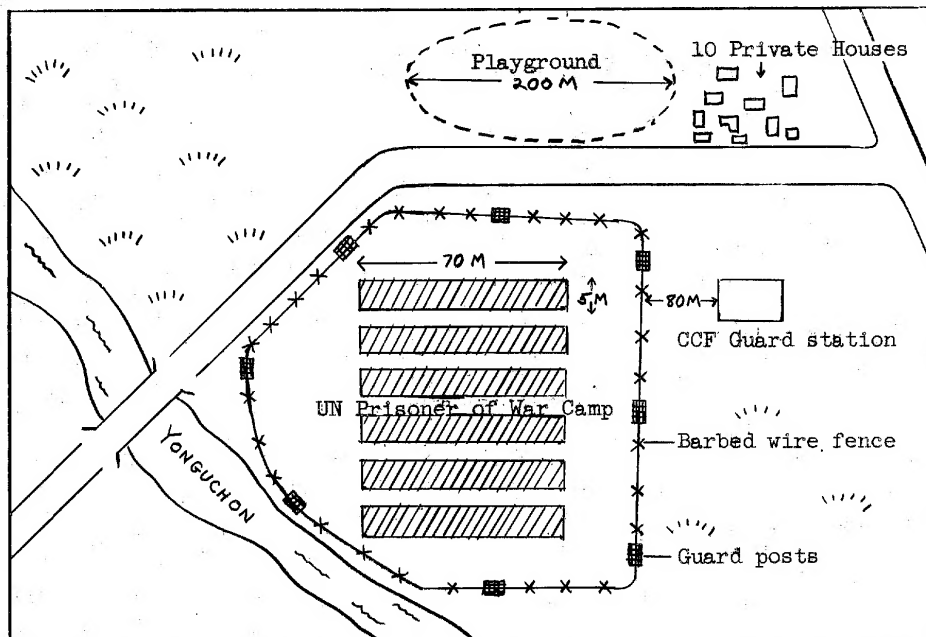 10 Private Houses
Playground
200 M
70 M
5 M
80M
CCF Guard station
UN Prisoner of War Camp
Barbed wire fence
YONGUCHON
Guard posts